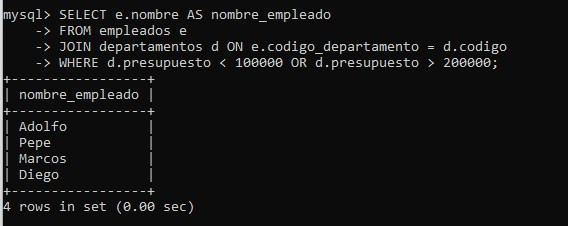 mysql> SELECT e.nombre AS nombre_empleado
    -> FROM empleados e
    -> JOIN departamentos d ON e.codigo_departamento = d.codigo
    -> WHERE d.presupuesto < 100000 OR d.presupuesto > 200000;
+-----------------+
| nombre_empleado |
+-----------------+
| Adolfo          |
| Pepe            |
| Marcos          |
| Diego           |
+-----------------+
4 rows in set (0.00 sec)